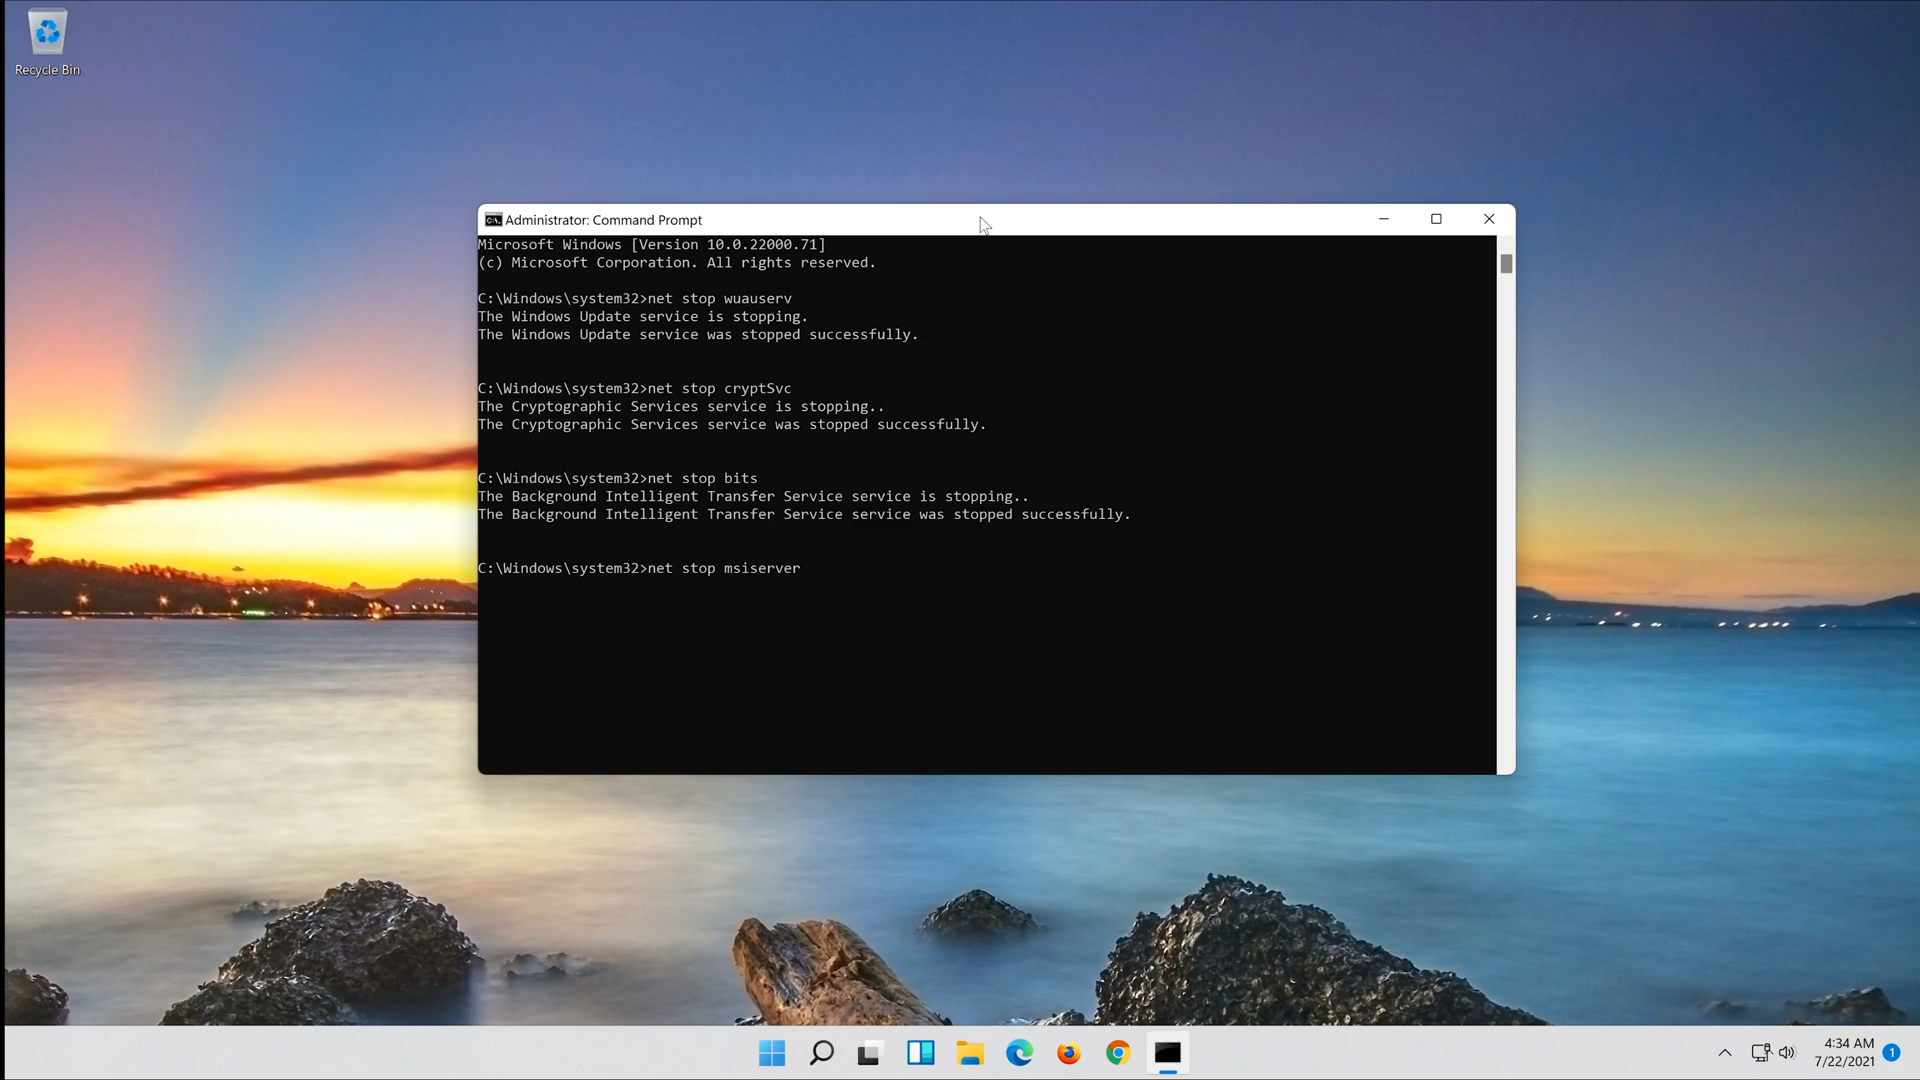 Recycle Bin
Administrator: Command Prompt
Microsoft Windows [Version 10.0.22000.71]
(c) Microsoft Corporation. All rights reserved.
C:\Windows\system32>net stop wuauserv
The Windows Update service is stopping.
The Windows Update service was stopped successfully.
C:\Windows\system32>net stop cryptSvc
The Cryptographic Services service is stopping..
The Cryptographic Services service was stopped successfully.
C:\Windows\system32>net stop bits
The Background Intelligent Transfer Service service is stopping..
The Background Intelligent Transfer Service service was stopped successfully.
C:\Windows\system32>net stop msiserver
4:34 AM
7/22/2021
1